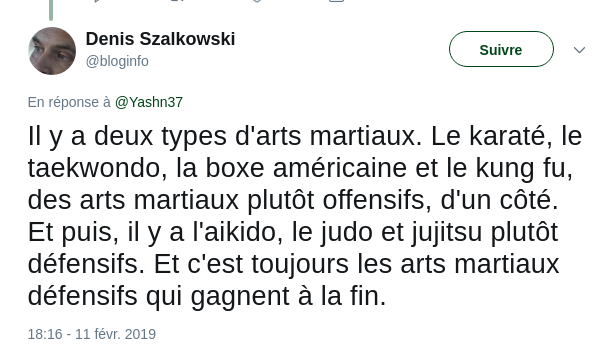 Denis Szalkowski
@bloginfo
Suivre
En réponse à @Yashn37
Il y a deux types d'arts martiaux. Le karaté, le
taekwondo, la boxe américaine et le kung fu,
des arts martiaux plutôt offensifs, d'un côté.
Et puis, il y a l'aikido, le judo et jujitsu plutôt
défensifs. Et c'est toujours les arts martiaux
défensifs qui gagnent à la fin.
18:16 - 11 févr. 2019